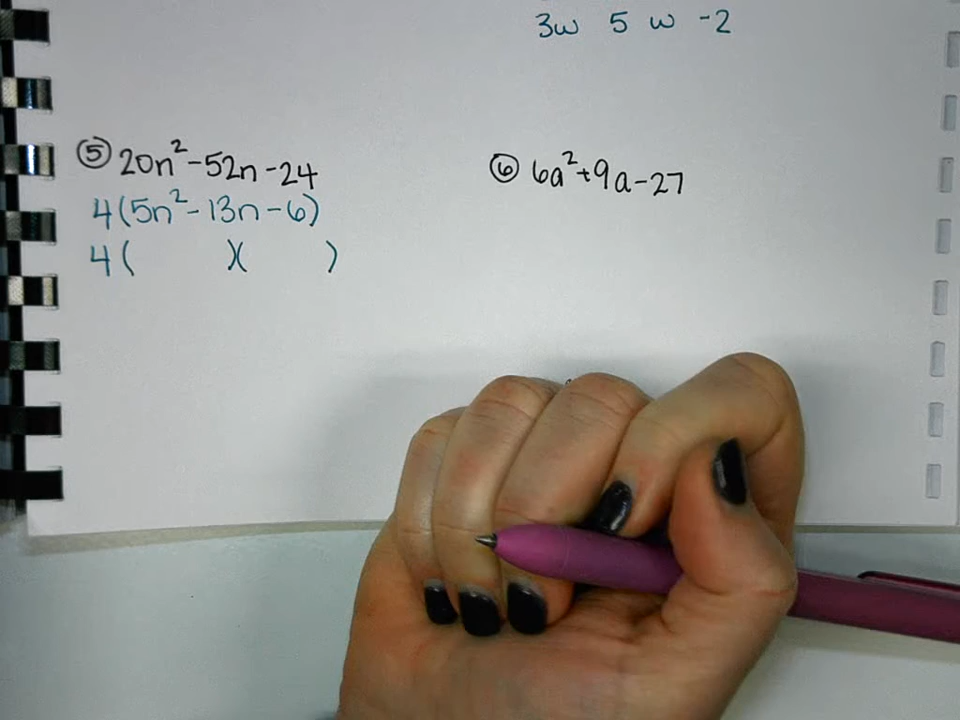 3w 5 w -2
⑤ 20n²-52n-24
4(5n²-13n-6)
4( )( )
⑥ 6a²+9a-27